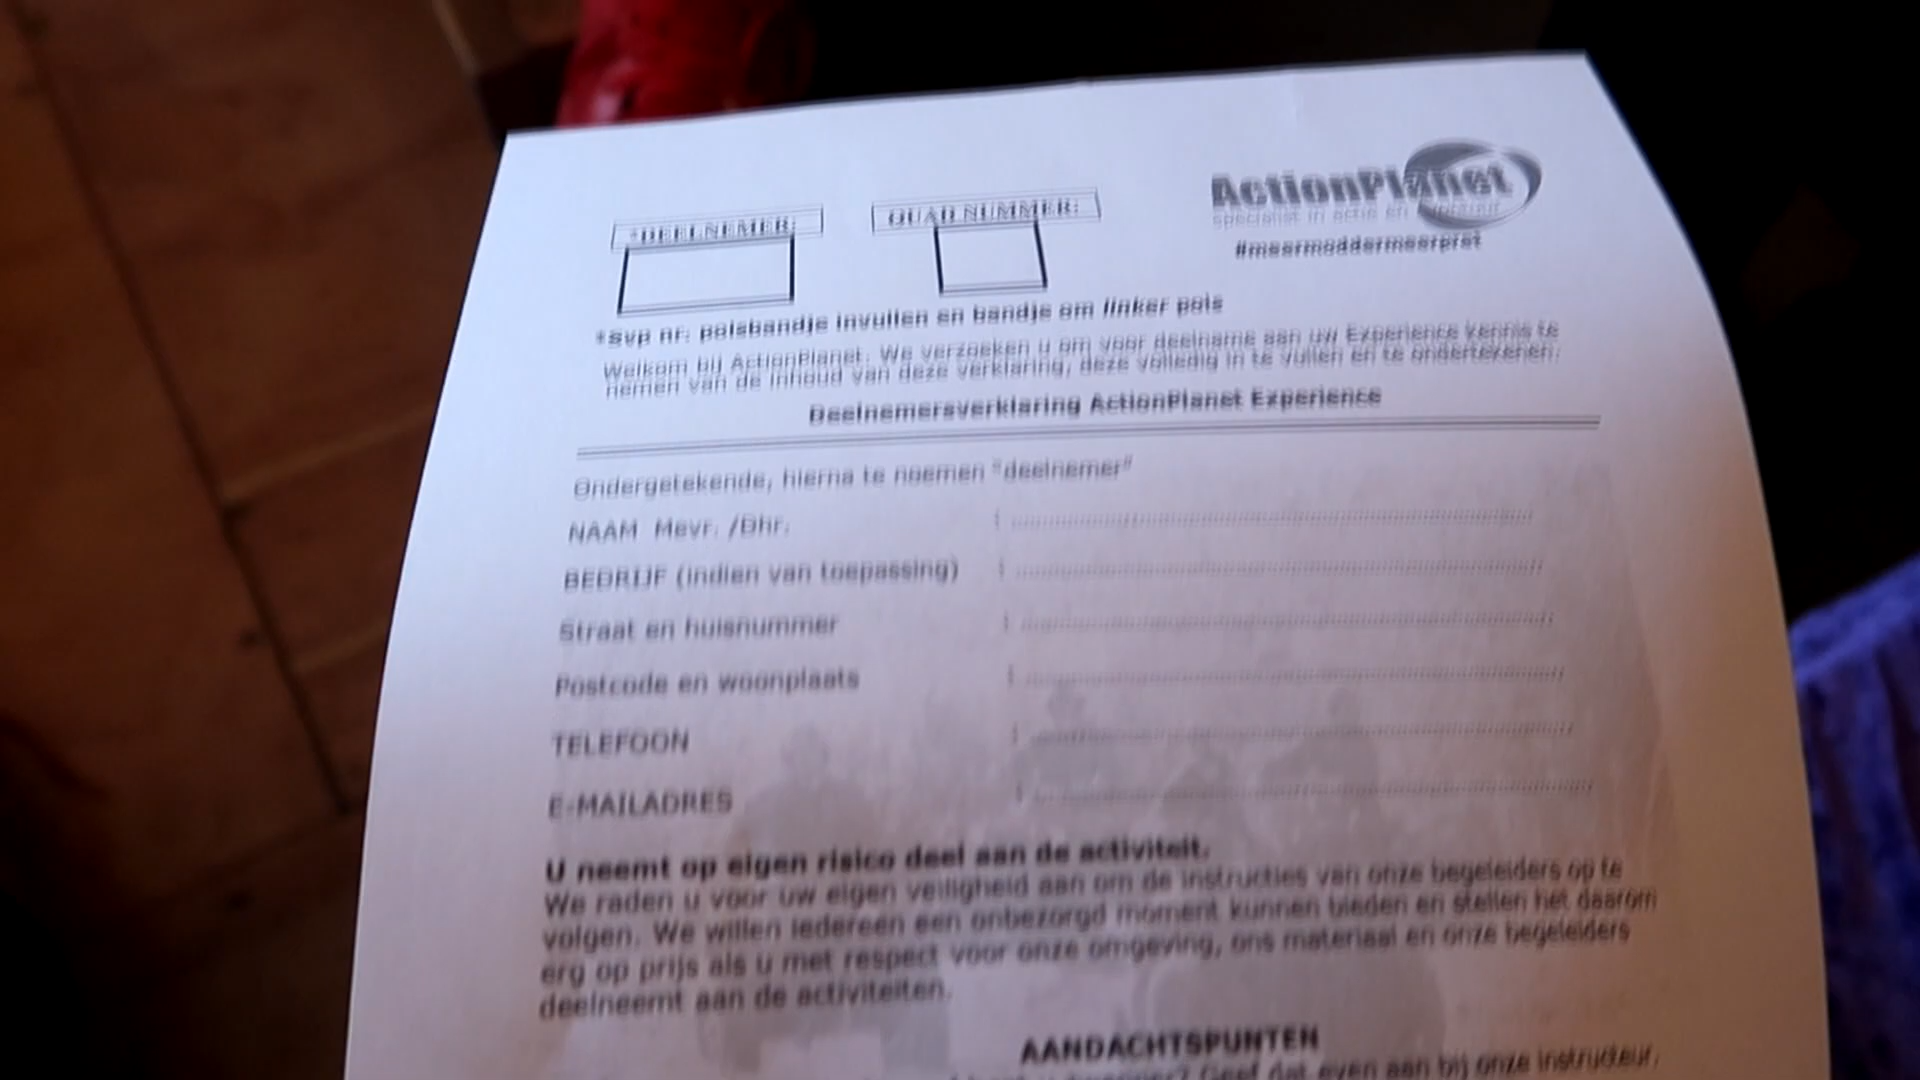 *DEELNEMER:
QUAD NUMMER:
ActionPlanet
specialist in actie en avontuur
#meermoddermeerpret
*Svp nr: polsbandje invullen en bandje om linker pols
Welkom bij ActionPlanet. We verzoeken u om voor deelname aan uw Experience kennis te
nemen van de inhoud van deze verklaring, deze volledig in te vullen en te ondertekenen.
Deelnemersverklaring ActionPlanet Experience
Ondergetekende, hierna te noemen "deelnemer"
NAAM Mevr. /Dhr. :
BEDRIJF (indien van toepassing) :
Straat en huisnummer :
Postcode en woonplaats :
TELEFOON :
E-MAILADRES :
U neemt op eigen risico deel aan de activiteit.
We raden u voor uw eigen veiligheid aan om de instructies van onze begeleiders op te
volgen. We willen iedereen een onbezorgd moment kunnen bieden en stellen het daarom
erg op prijs als u met respect voor onze omgeving, ons materiaal en onze begeleiders
deelneemt aan de activiteiten.
AANDACHTSPUNTEN
Geef dat even aan bij onze instructeur.